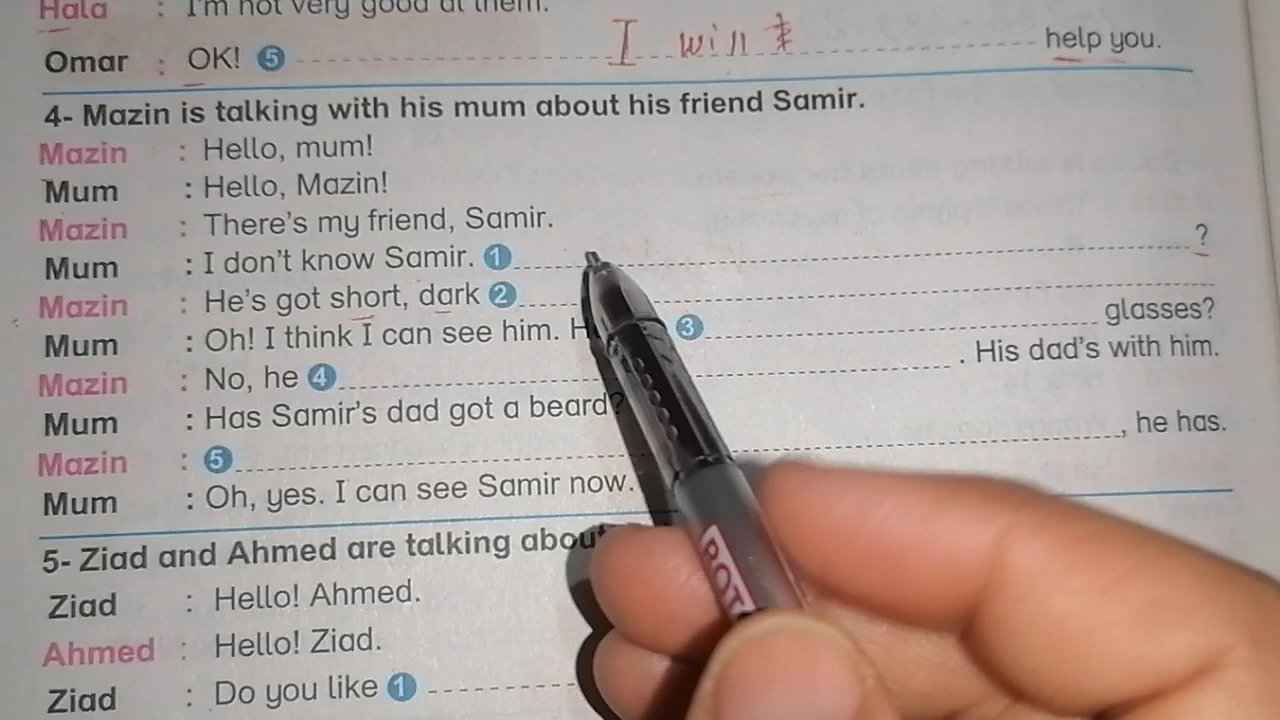 Hala : I'm not very good at them.
Omar : OK! 5 I will help you.
4- Mazin is talking with his mum about his friend Samir.
Mazin : Hello, mum!
Mum : Hello, Mazin!
Mazin : There's my friend, Samir.
Mum : I don't know Samir. 1 ?
Mazin : He's got short, dark 2
Mum : Oh! I think I can see him. 3 glasses?
Mazin : No, he 4 . His dad's with him.
Mum : Has Samir's dad got a beard?
Mazin : 5 , he has.
Mum : Oh, yes. I can see Samir now.
5- Ziad and Ahmed are talking about
Ziad : Hello! Ahmed.
Ahmed : Hello! Ziad.
Ziad : Do you like 1